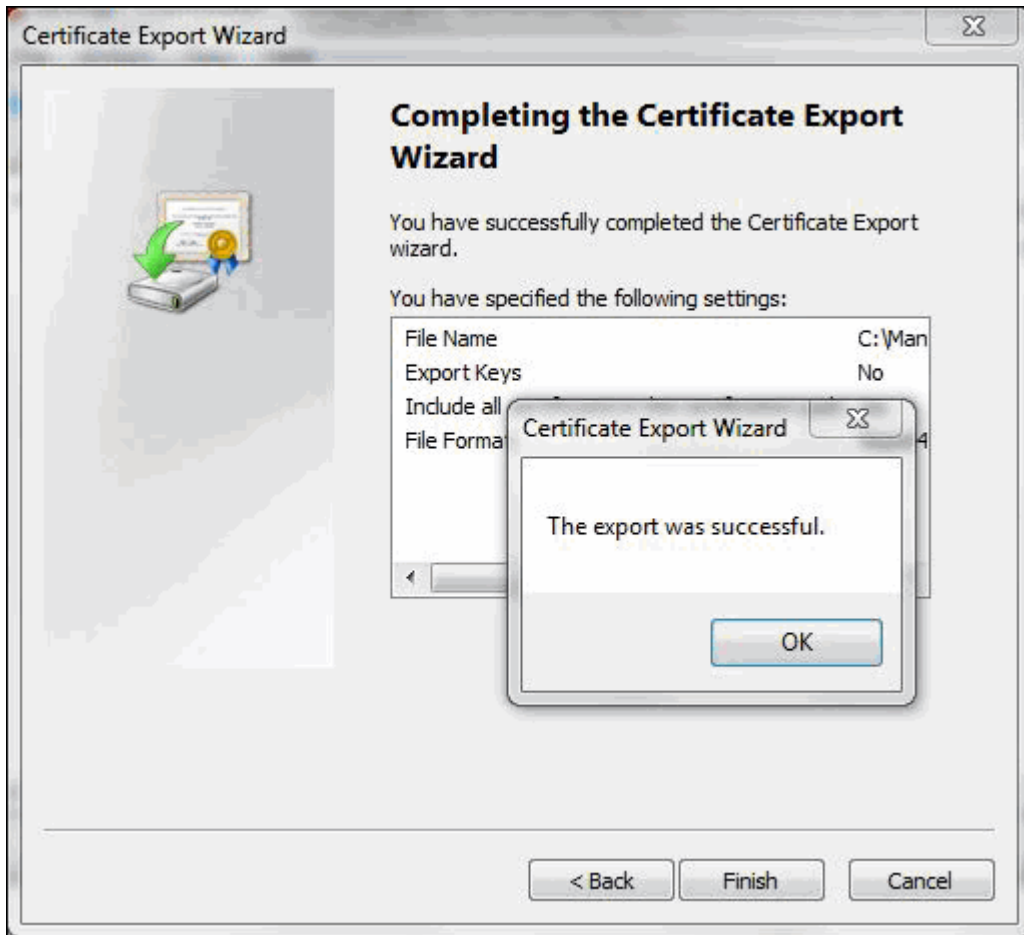 Certificate Export Wizard
Completing the Certificate Export
Wizard
You have successfully completed the Certificate Export
wizard.
You have specified the following settings:
File Name C:\Man
Export Keys No
Include all
File Forma
Certificate Export Wizard
The export was successful.
OK
< Back Finish Cancel